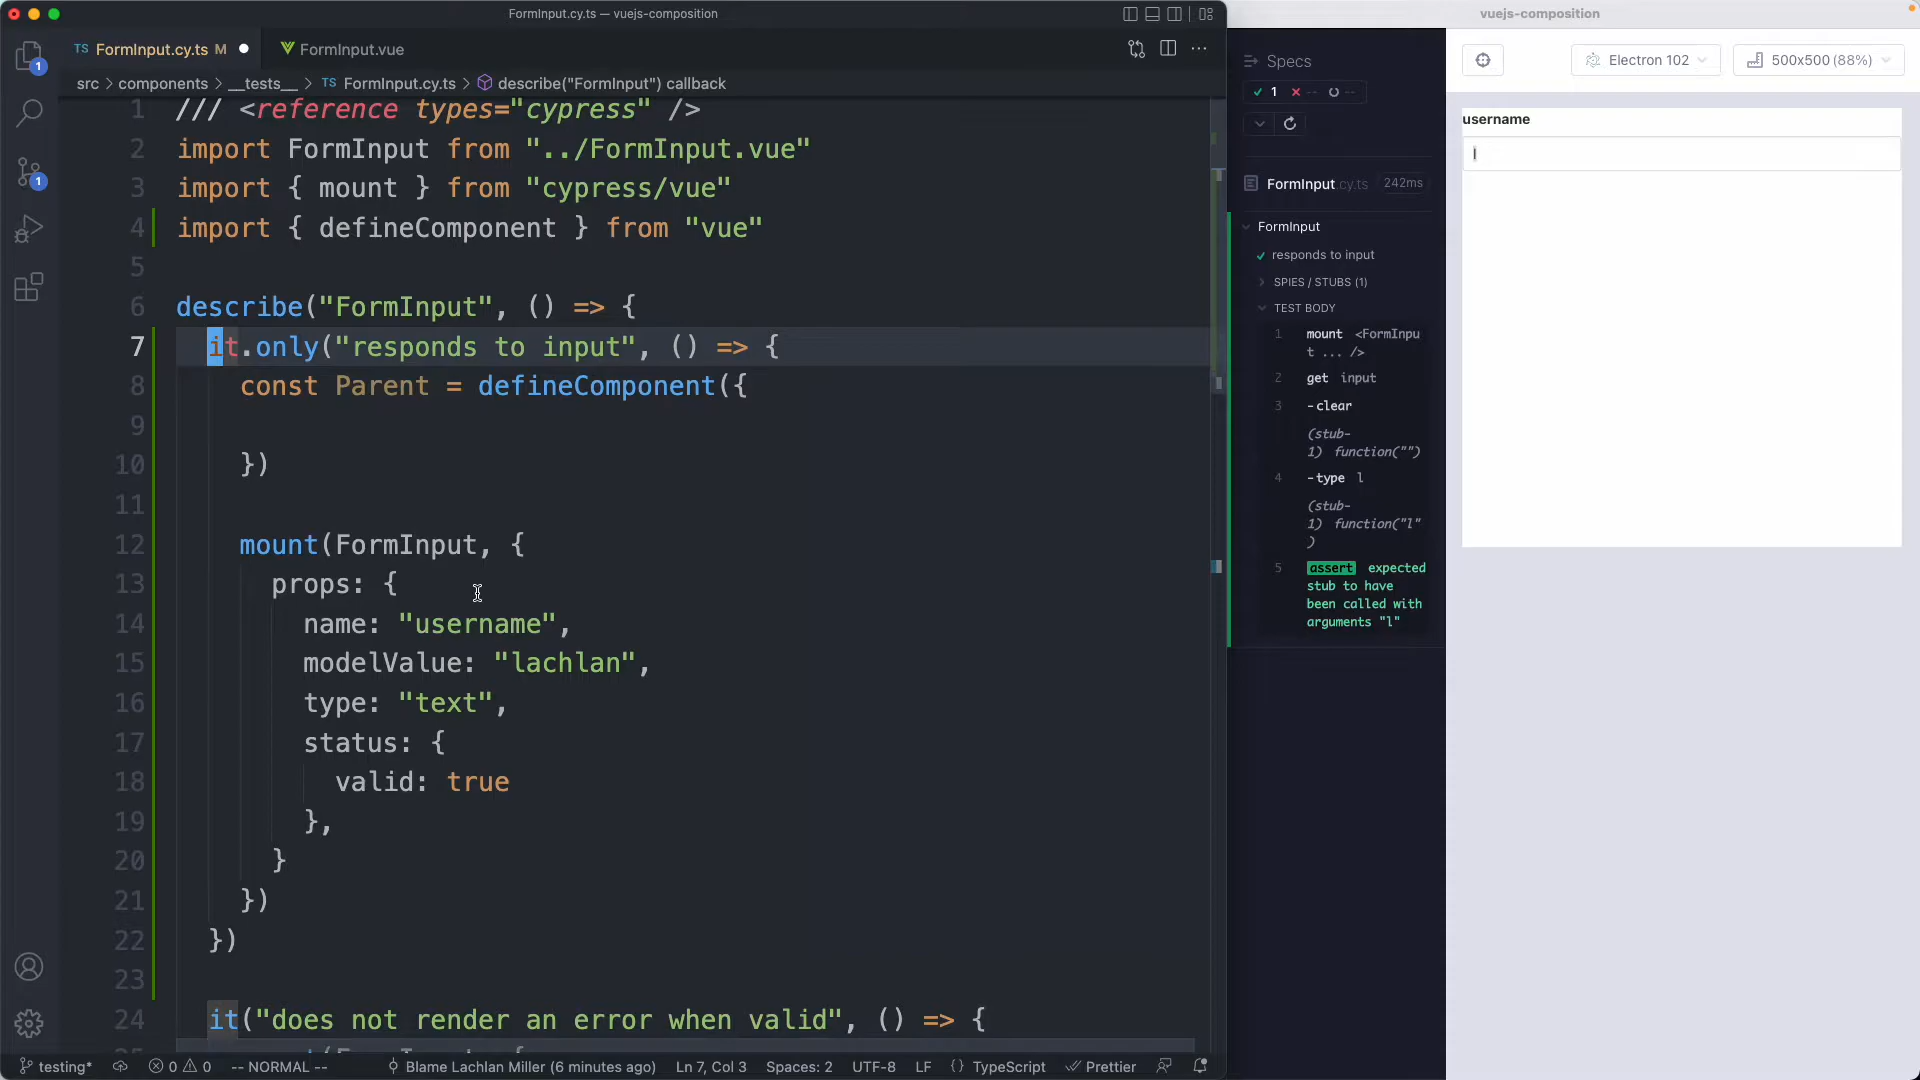 FormInput.cy.ts — vuejs-composition
vuejs-composition
TS FormInput.cy.ts M
FormInput.vue
src > components > __tests__ > TS FormInput.cy.ts > describe("FormInput") callback
1 /// <reference types="cypress" />
2 import FormInput from "../FormInput.vue"
3 import { mount } from "cypress/vue"
4 import { defineComponent } from "vue"
5
6 describe("FormInput", () => {
7 it.only("responds to input", () => {
8 const Parent = defineComponent({
9
10 })
11
12 mount(FormInput, {
13 props: {
14 name: "username",
15 modelValue: "lachlan",
16 type: "text",
17 status: {
18 valid: true
19 },
20 }
21 })
22 })
23
24 it("does not render an error when valid", () => {
1
1
testing*
0 0
-- NORMAL --
Blame Lachlan Miller (6 minutes ago)
Ln 7, Col 3
Spaces: 2
UTF-8
LF
{} TypeScript
Prettier
Specs
1 -- --
FormInput.cy.ts 242ms
FormInput
responds to input
SPIES / STUBS (1)
TEST BODY
1 mount <FormInpu
t ... />
2 get input
3 -clear
(stub-
1) function("")
4 -type l
(stub-
1) function("l"
)
5 assert expected
stub to have
been called with
arguments "l"
Electron 102
500x500 (88%)
username
l